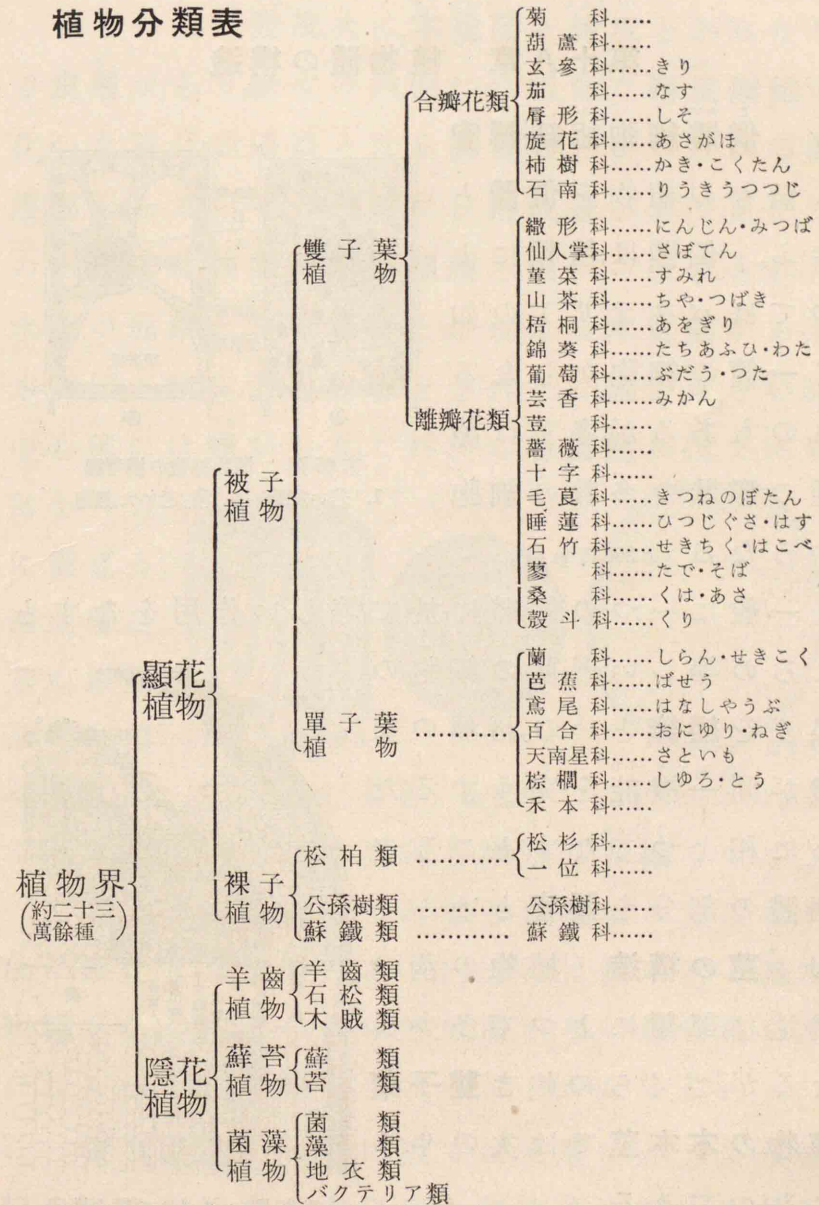 植物分類表
植物界
(約二十三萬餘種)
顯花植物
被子植物
雙子葉植物
合瓣花類
菊科……
葫蘆科……
玄參科……きり
茄科……なす
脣形科……しそ
旋花科……あさがほ
柿樹科……かき・こくたん
石南科……りうきうつつじ
離瓣花類
繖形科……にんじん・みつば
仙人掌科……さぼてん
菫菜科……すみれ
山茶科……ちや・つばき
梧桐科……あをぎり
錦葵科……たちあふひ・わた
葡萄科……ぶだう・つた
芸香科……みかん
荳科……
薔薇科……
十字科……
毛莨科……きつねのぼたん
睡蓮科……ひつじぐさ・はす
石竹科……せきちく・はこべ
蓼科……たで・そば
桑科……くは・あさ
殼斗科……くり
單子葉植物…………
蘭科……しらん・せきこく
芭蕉科……ばせう
鳶尾科……はなしやうぶ
百合科……おにゆり・ねぎ
天南星科……さといも
棕櫚科……しゆろ・とう
禾本科……
裸子植物
松柏類…………
松杉科……
一位科……
公孫樹類…………公孫樹科……
蘇鐵類…………蘇鐵科……
隱花植物
羊齒植物
羊齒類
石松類
木賊類
蘚苔植物
蘚類
苔類
菌藻植物
菌類
藻類
地衣類
バクテリア類